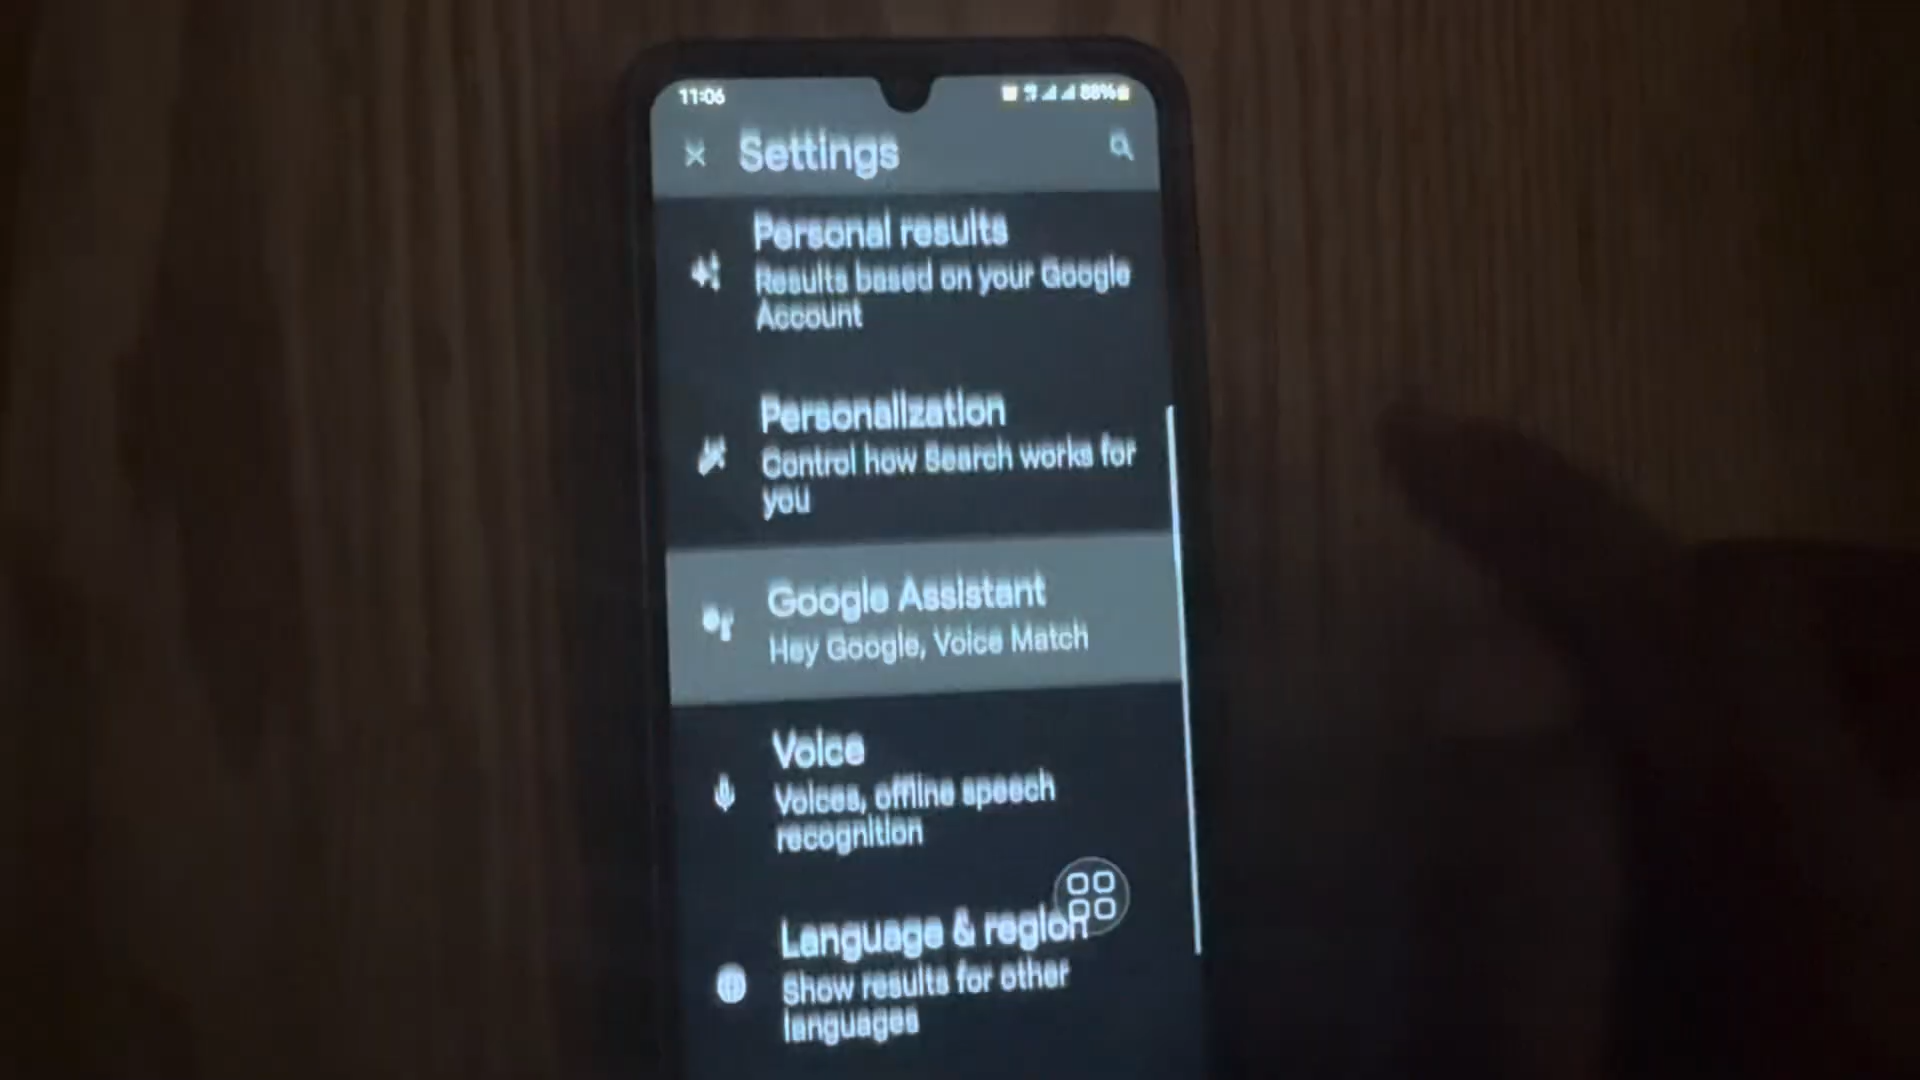 11:06
88%
Settings
Personal results
Results based on your Google
Account
Personalization
Control how Search works for
you
Google Assistant
Hey Google, Voice Match
Voice
Voices, offline speech
recognition
Language & region
Show results for other
languages